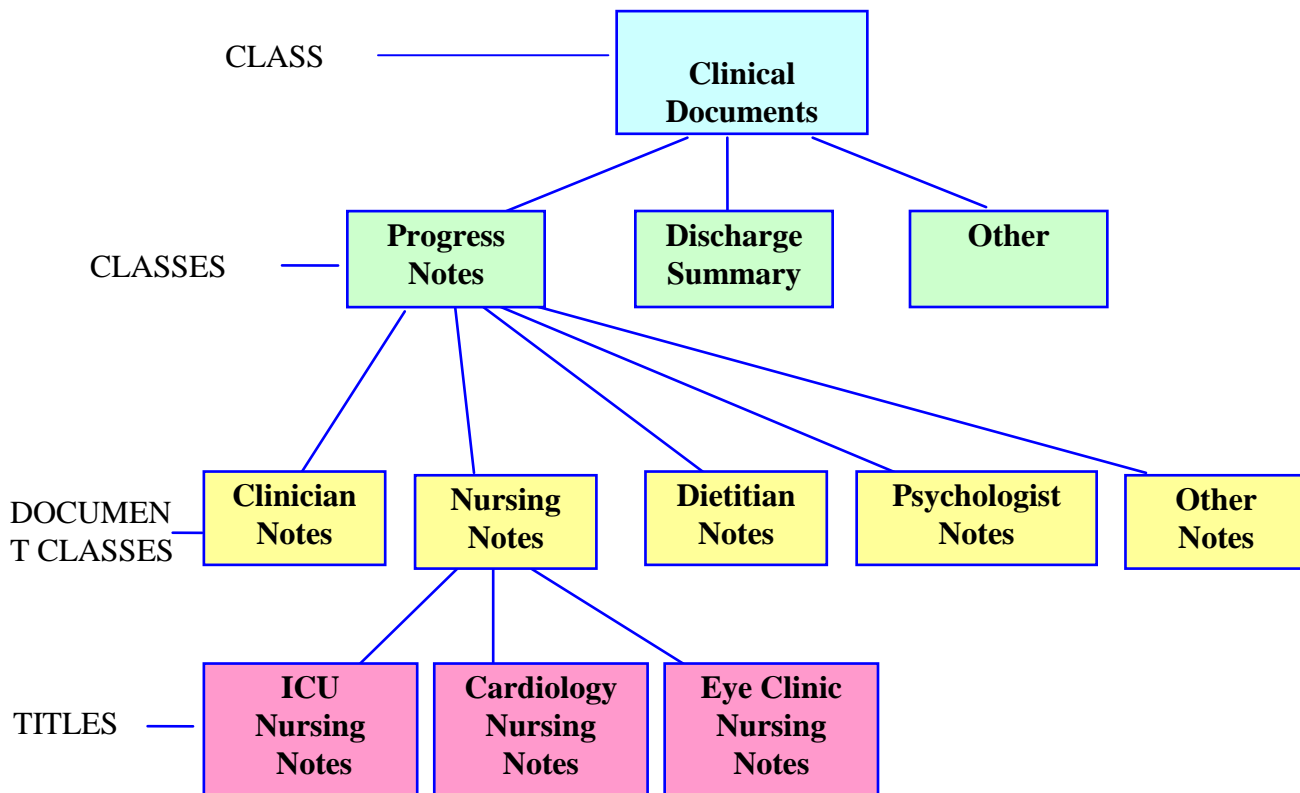 CLASS
Clinical
Documents
CLASSES
Progress
Notes
Discharge
Summary
Other
DOCUMEN
T CLASSES
Clinician
Notes
Nursing
Notes
Dietitian
Notes
Psychologist
Notes
Other
Notes
TITLES
ICU
Nursing
Notes
Cardiology
Nursing
Notes
Eye Clinic
Nursing
Notes